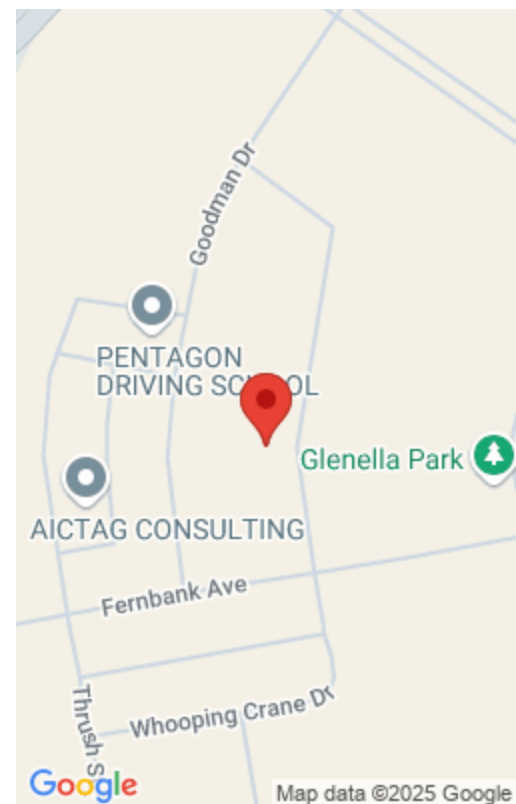 Goodman Dr
PENTAGON
DRIVING SCHOOL
Glenella Park
AICTAG CONSULTING
Fernbank Ave
Thrush S
Whooping Crane Dr
Google
Map data ©2025 Google